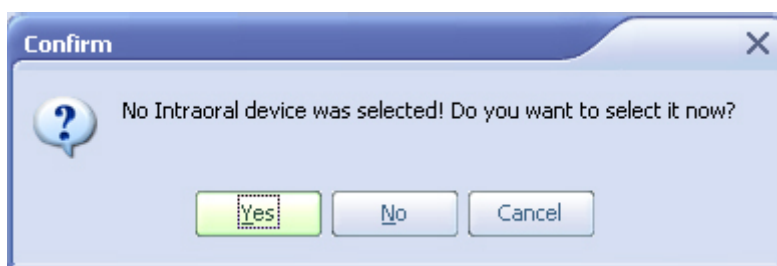 Confirm
No Intraoral device was selected! Do you want to select it now?
Yes No Cancel